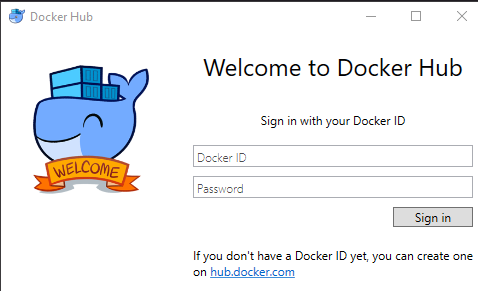 Docker Hub
Welcome to Docker Hub
Sign in with your Docker ID
Docker ID
Password
Sign in
WELCOME
If you don't have a Docker ID yet, you can create one
on hub.docker.com